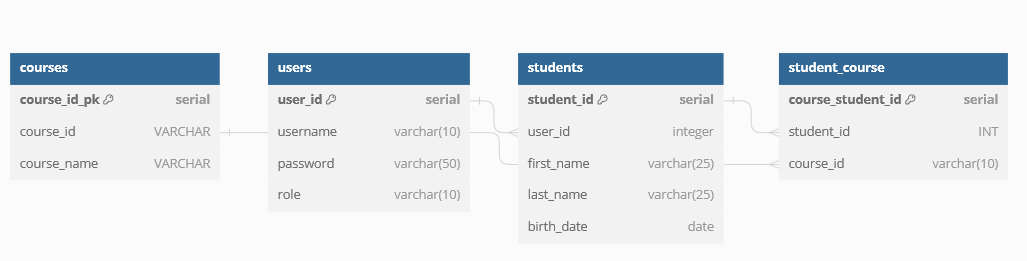 courses
course_id_pk serial
course_id VARCHAR
course_name VARCHAR
users
user_id serial
username varchar(10)
password varchar(50)
role varchar(10)
students
student_id serial
user_id integer
first_name varchar(25)
last_name varchar(25)
birth_date date
student_course
course_student_id serial
student_id INT
course_id varchar(10)